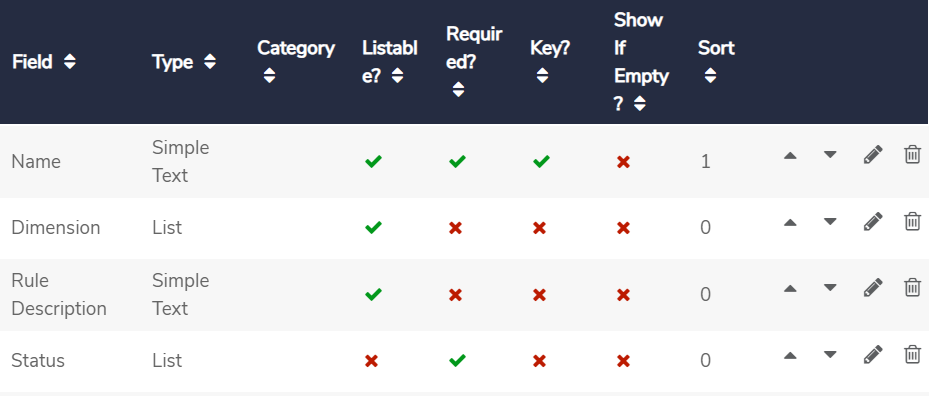 Field Type Category Listabl e? Requir ed? Key? Show If Empty ? Sort
Name Simple Text 1
Dimension List 0
Rule Description Simple Text 0
Status List 0